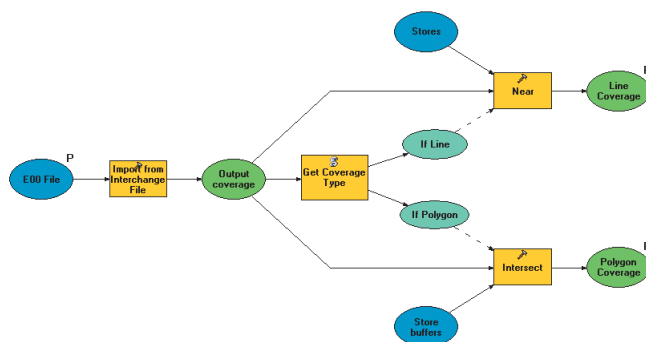 Stores
P
Near
Line
Coverage
If Line
P
E00 File
Import from
Interchange
File
Output
coverage
Get Coverage
Type
If Polygon
P
Intersect
Polygon
Coverage
Store
buffers